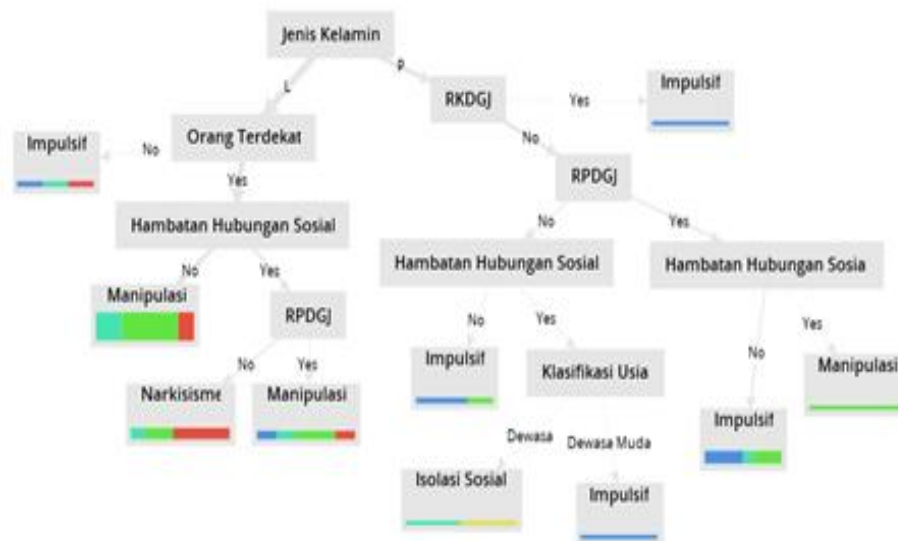 Jenis Kelamin
L
p
Orang Terdekat
RKDGJ
Yes
Impulsif
No
Impulsif
No
Yes
RPDGJ
Hambatan Hubungan Sosial
No
Yes
Hambatan Hubungan Sosial
Hambatan Hubungan Sosia
No
Yes
Manipulasi
RPDGJ
No
Yes
No
Yes
Impulsif
Klasifikasi Usia
Manipulasi
No
Yes
Narkisisme
Manipulasi
Impulsif
Dewasa
Dewasa Muda
Isolasi Sosial
Impulsif